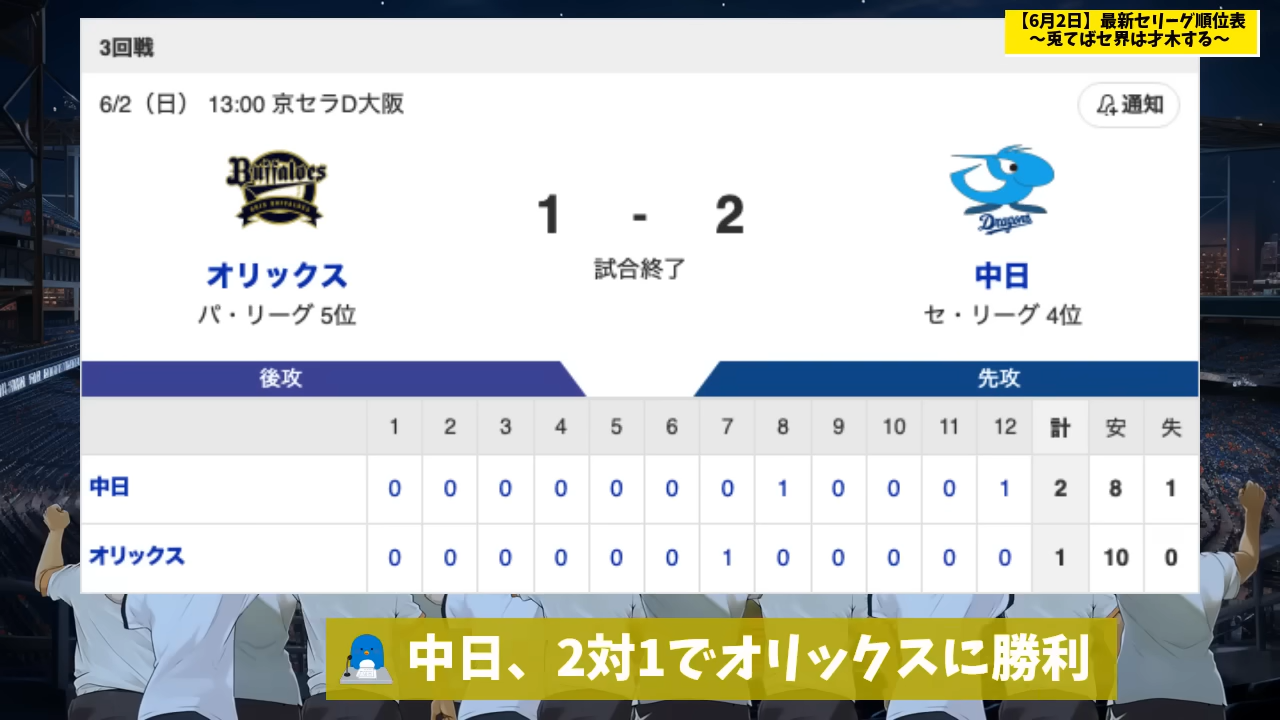 【6月2日】最新セリーグ順位表
～兎てばセ界は才木する～
3回戦
6/2（日） 13:00 京セラD大阪
通知
Buffaloes
ORIX BUFFALOES
Dragons
1 - 2
試合終了
オリックス
中日
パ・リーグ 5位
セ・リーグ 4位
後攻
先攻
1 2 3 4 5 6 7 8 9 10 11 12 計 安 失
中日 0 0 0 0 0 0 0 1 0 0 0 1 2 8 1
オリックス 0 0 0 0 0 0 1 0 0 0 0 0 1 10 0
中日、2対1でオリックスに勝利